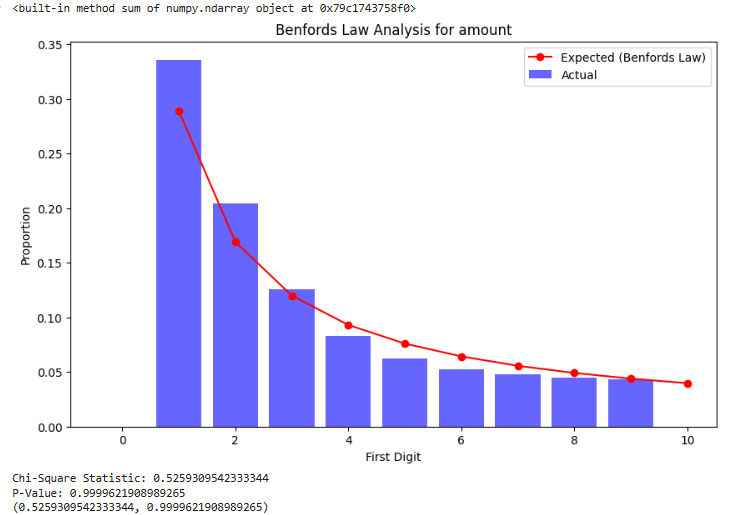 <built-in method sum of numpy.ndarray object at 0x79c1743758f0>
Benfords Law Analysis for amount
0.35
Expected (Benfords Law)
Actual
0.30
0.25
0.20
Proportion
0.15
0.10
0.05
0.00
0 2 4 6 8 10
First Digit
Chi-Square Statistic: 0.5259309542333344
P-Value: 0.9999621908989265
(0.5259309542333344, 0.9999621908989265)